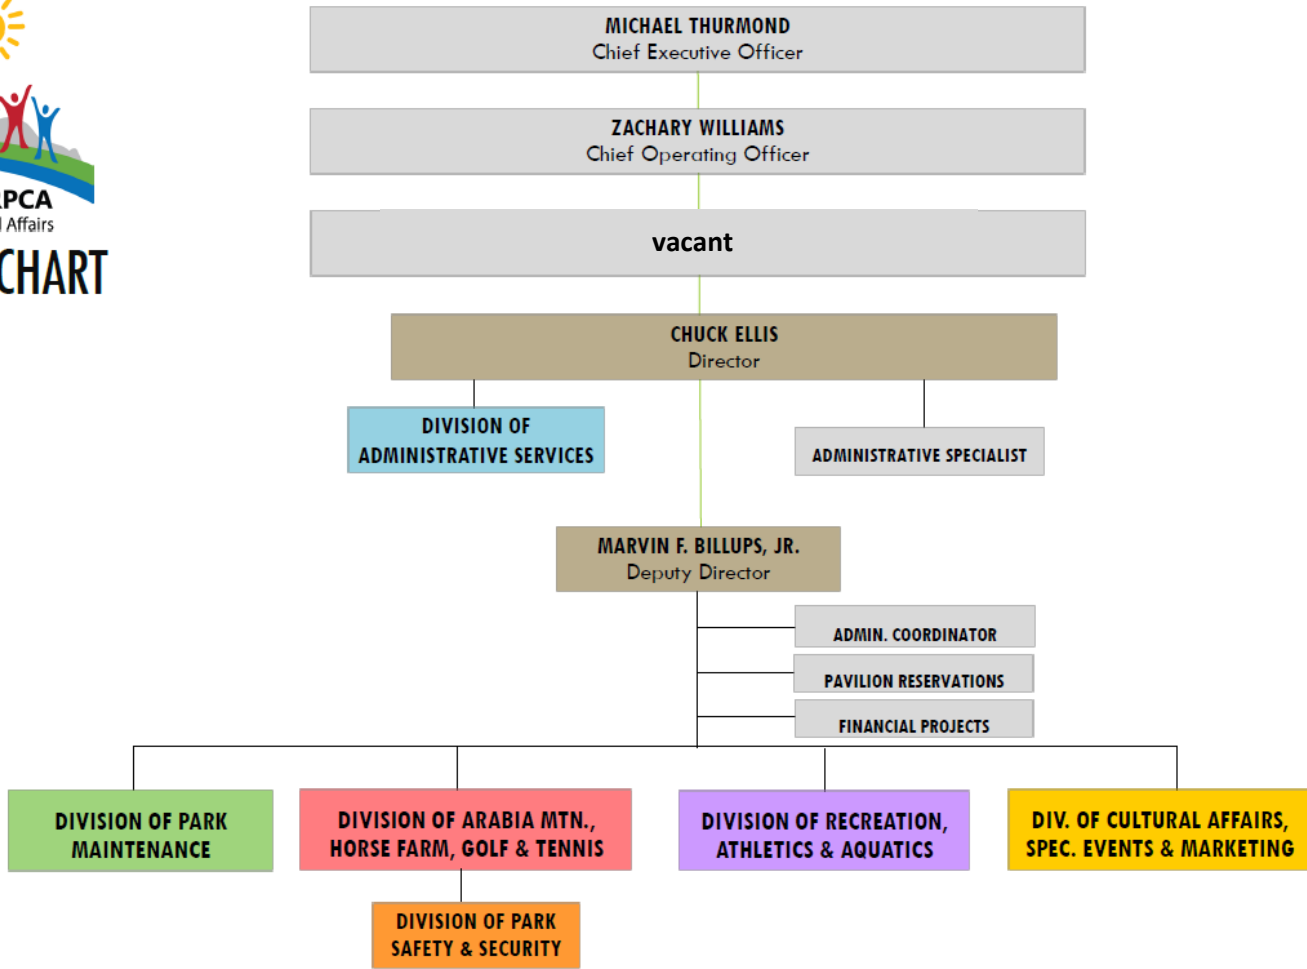 MICHAEL THURMOND
Chief Executive Officer
ZACHARY WILLIAMS
Chief Operating Officer
RPCA
l Affairs
CHART
vacant
CHUCK ELLIS
Director
DIVISION OF
ADMINISTRATIVE SERVICES
ADMINISTRATIVE SPECIALIST
MARVIN F. BILLUPS, JR.
Deputy Director
ADMIN. COORDINATOR
PAVILION RESERVATIONS
FINANCIAL PROJECTS
DIVISION OF PARK
MAINTENANCE
DIVISION OF ARABIA MTN.,
HORSE FARM, GOLF & TENNIS
DIVISION OF RECREATION,
ATHLETICS & AQUATICS
DIV. OF CULTURAL AFFAIRS,
SPEC. EVENTS & MARKETING
DIVISION OF PARK
SAFETY & SECURITY